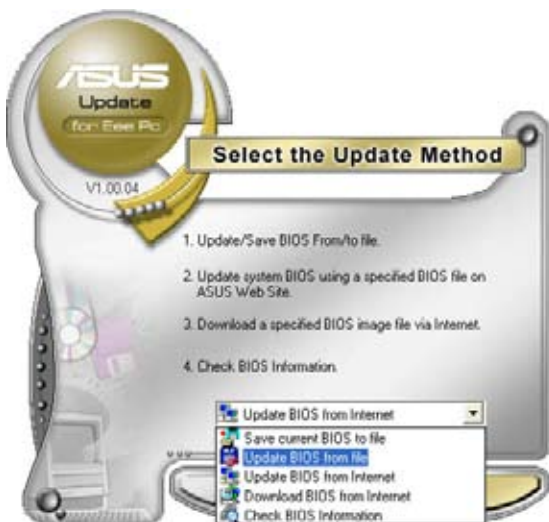 ASUS
Update
for Eee Pc
V1.00.04
Select the Update Method
1. Update/Save BIOS From/to file.
2. Update system BIOS using a specified BIOS file on
ASUS Web Site.
3. Download a specified BIOS image file via Internet.
4. Check BIOS Information.
Update BIOS from Internet
Save current BIOS to file
Update BIOS from file
Update BIOS from Internet
Download BIOS from Internet
Check BIOS Information